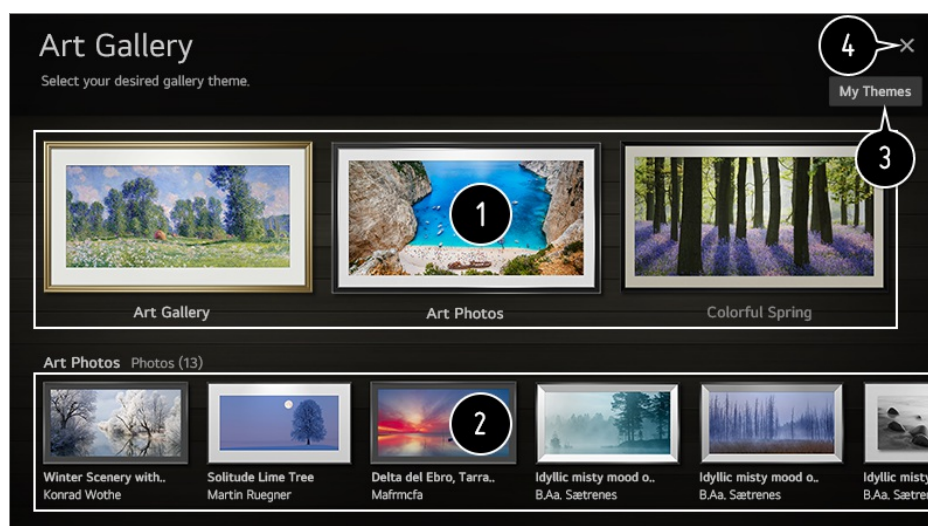 Art Gallery
Select your desired gallery theme.
4
×
My Themes
3
1
Art Gallery
Art Photos
Colorful Spring
Art Photos Photos (13)
2
Winter Scenery with..
Konrad Wothe
Solitude Lime Tree
Martin Ruegner
Delta del Ebro, Tarra..
Mafrmcfa
Idyllic misty mood o..
B.Aa. Sætrenes
Idyllic misty mood o..
B.Aa. Sætrenes
Idyllic misty
B.Aa. Sætren